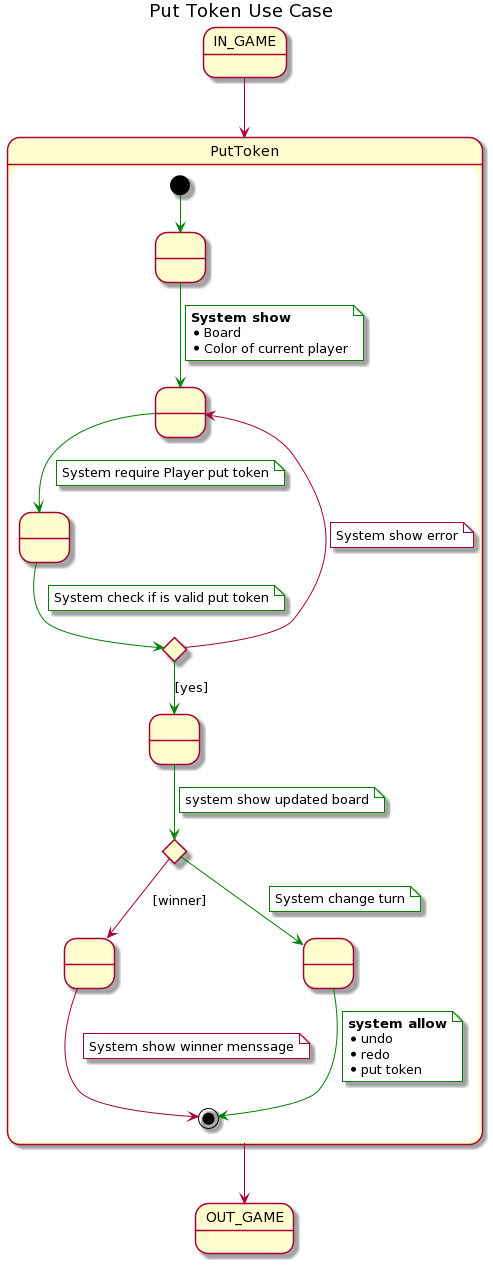 Put Token Use Case
IN_GAME
PutToken
System show
• Board
• Color of current player
System require Player put token
System show error
System check if is valid put token
[yes]
system show updated board
System change turn
[winner]
system allow
• undo
• redo
• put token
System show winner menssage
OUT_GAME